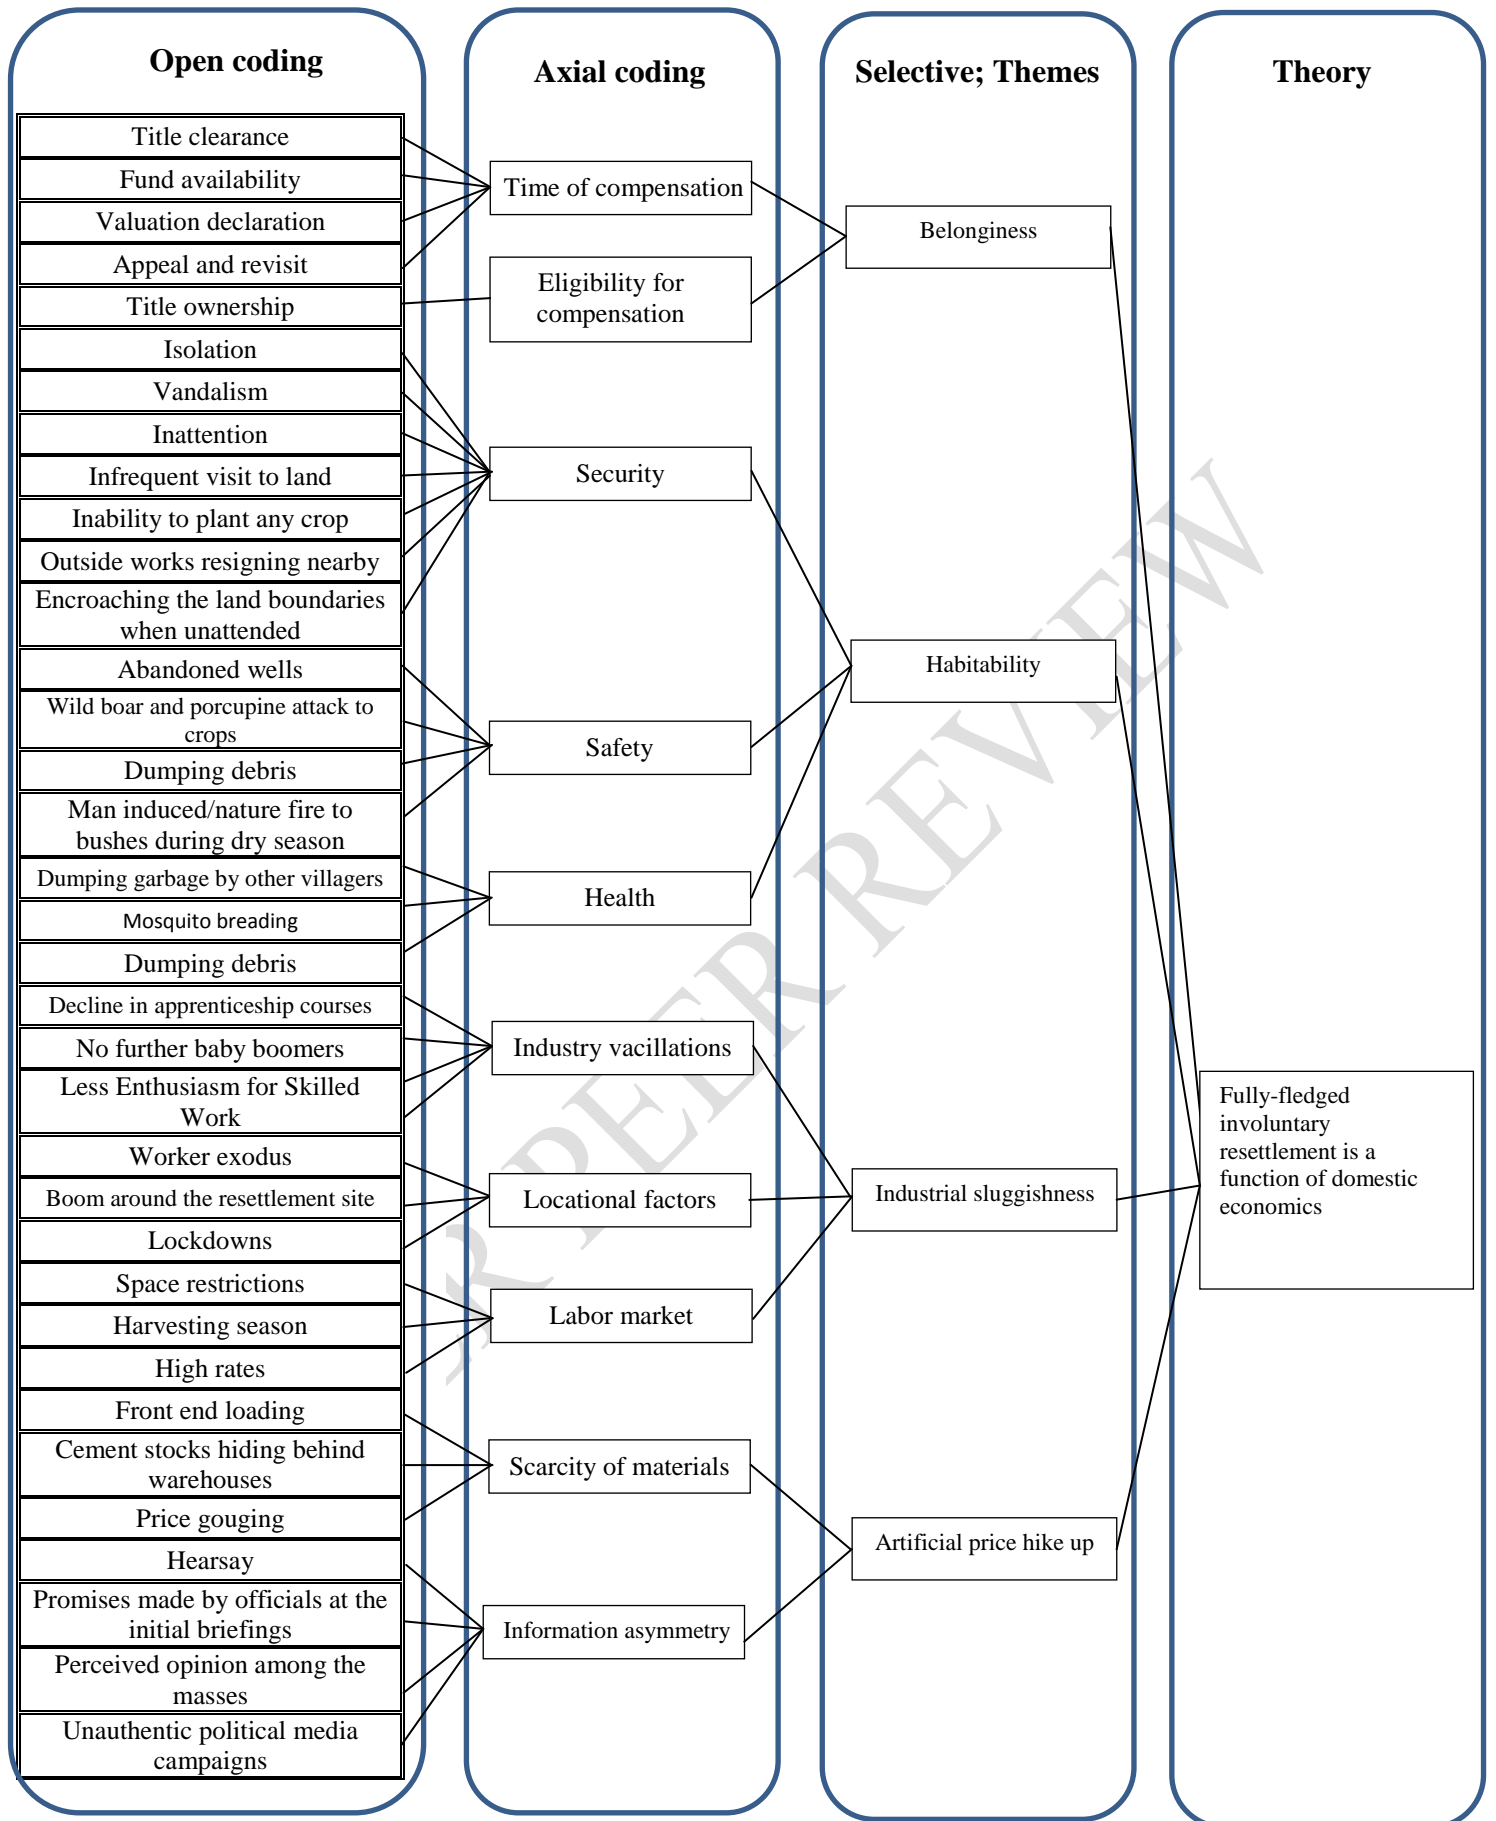 Open coding
Title clearance
Fund availability
Valuation declaration
Appeal and revisit
Title ownership
Isolation
Vandalism
Inattention
Infrequent visit to land
Inability to plant any crop
Outside works resigning nearby
Encroaching the land boundaries
when unattended
Abandoned wells
Wild boar and porcupine attack to
crops
Dumping debris
Man induced/nature fire to
bushes during dry season
Dumping garbage by other villagers
Mosquito breading
Dumping debris
Decline in apprenticeship courses
No further baby boomers
Less Enthusiasm for Skilled
Work
Worker exodus
Boom around the resettlement site
Lockdowns
Space restrictions
Harvesting season
High rates
Front end loading
Cement stocks hiding behind
warehouses
Price gouging
Hearsay
Promises made by officials at the
initial briefings
Perceived opinion among the
masses
Unauthentic political media
campaigns
Axial coding
Time of compensation
Eligibility for
compensation
Security
Safety
Health
Industry vacillations
Locational factors
Labor market
Scarcity of materials
Information asymmetry
Selective; Themes
Belonginess
Habitability
Industrial sluggishness
Artificial price hike up
Theory
Fully-fledged
involuntary
resettlement is a
function of domestic
economics
PEER REVIEW